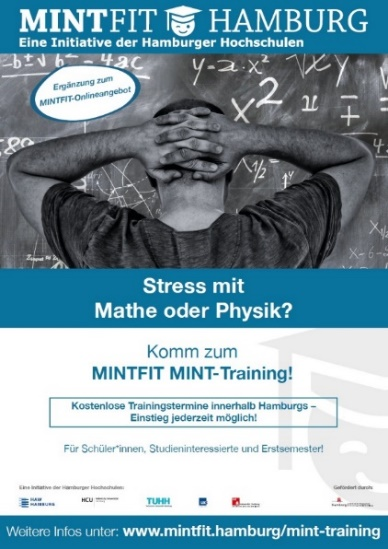 MINTFIT HAMBURG
Eine Initiative der Hamburger Hochschulen
Ergänzung zum
MINTFIT-Onlineangebot
Stress mit
Mathe oder Physik?
Komm zum
MINTFIT MINT-Training!
Kostenlose Trainingstermine innerhalb Hamburgs –
Einstieg jederzeit möglich!
Für Schüler*innen, Studieninteressierte und Erstsemester!
Eine Initiative der Hamburger Hochschulen:
Gefördert durch:
HAW
HAMBURG
HCU
TUHH
Weitere Infos unter: www.mintfit.hamburg/mint-training